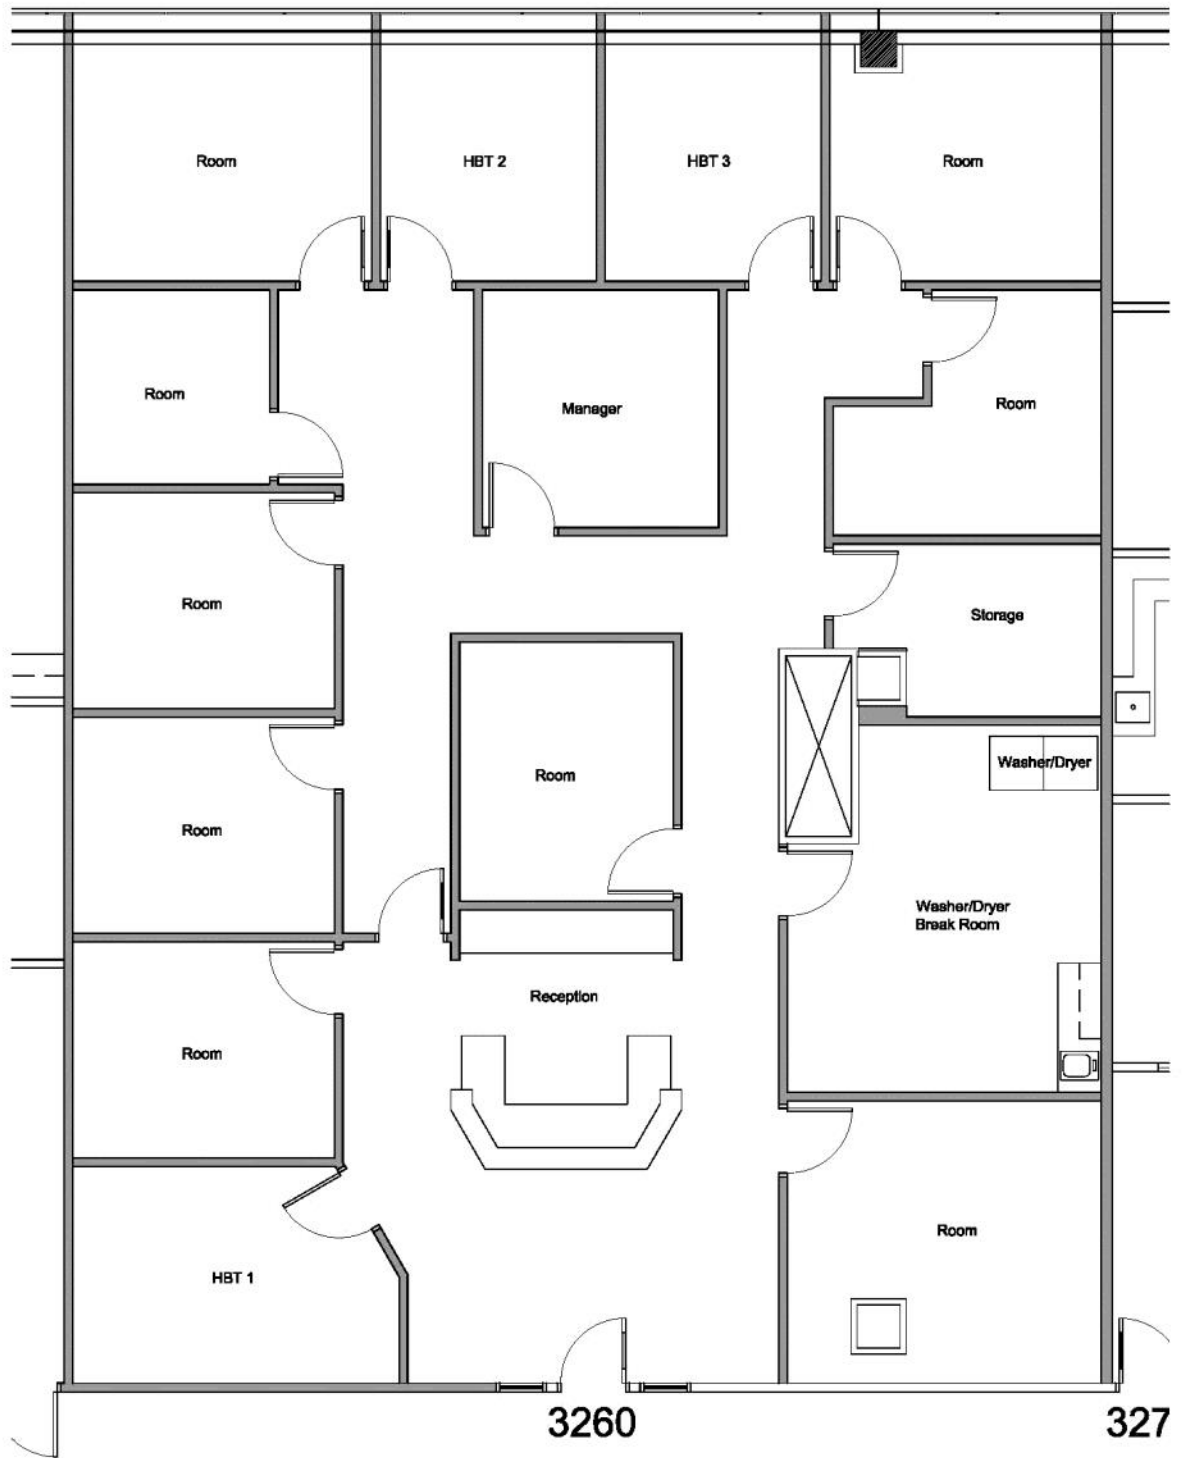 Room
HBT 2
HBT 3
Room
Room
Manager
Room
Room
Storage
Washer/Dryer
Room
Room
Washer/Dryer
Break Room
Reception
Room
Room
HBT 1
3260
327